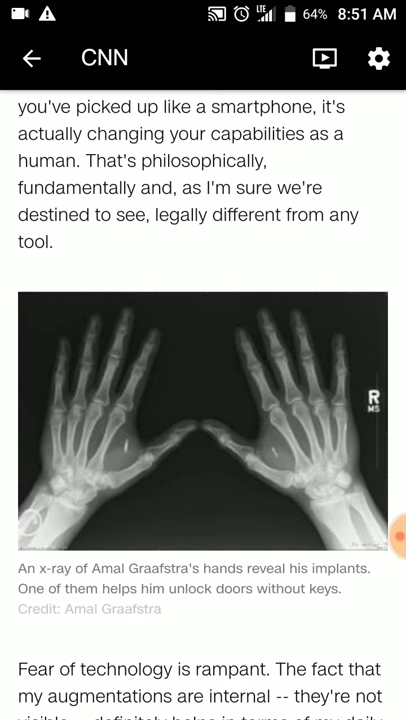 LTE 64% 8:51 AM
CNN
you've picked up like a smartphone, it's
actually changing your capabilities as a
human. That's philosophically,
fundamentally and, as I'm sure we're
destined to see, legally different from any
tool.
R
MS
An x-ray of Amal Graafstra's hands reveal his implants.
One of them helps him unlock doors without keys.
Credit: Amal Graafstra
Fear of technology is rampant. The fact that
my augmentations are internal -- they're not